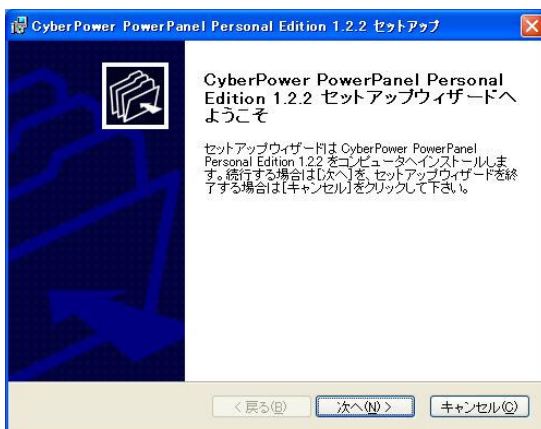 CyberPower PowerPanel Personal Edition 1.2.2 セットアップ
CyberPower PowerPanel Personal
Edition 1.2.2 セットアップウィザードへ
ようこそ
セットアップウィザードは CyberPower PowerPanel
Personal Edition 1.2.2 をコンピュータへインストールしま
す。続行する場合は[次へ]を、セットアップウィザードを終
了する場合は[キャンセル]をクリックして下さい。
< 戻る(B)
次へ(N) >
キャンセル(C)